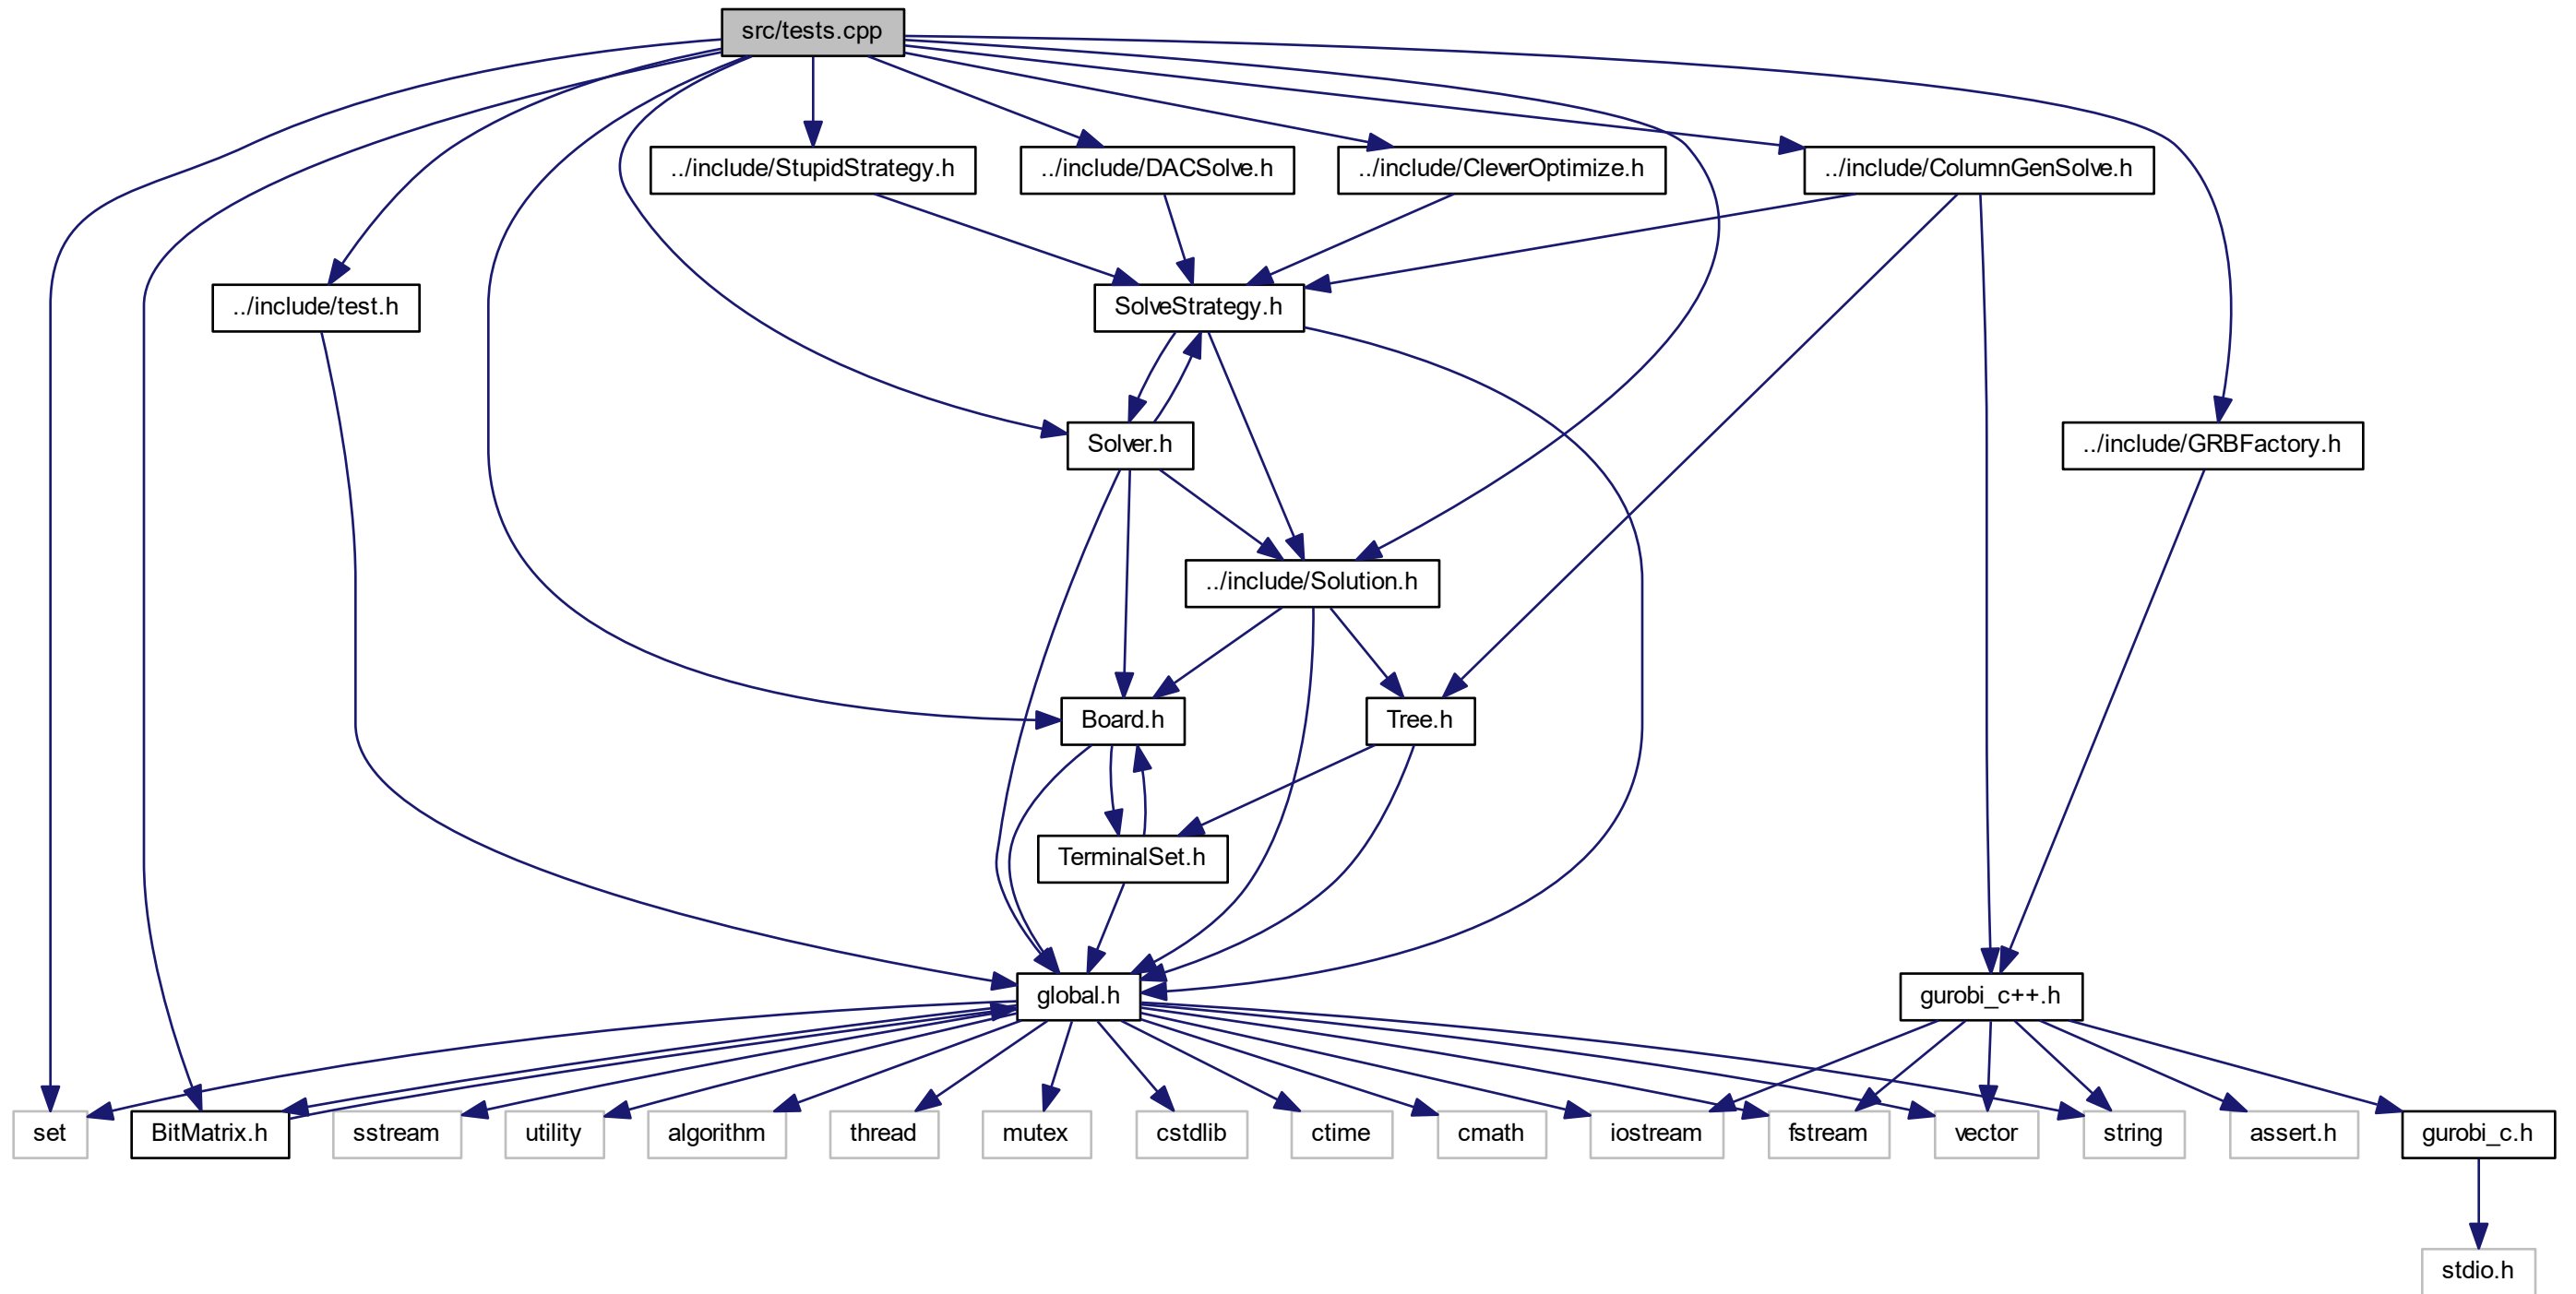 src/tests.cpp
../include/StupidStrategy.h
../include/DACSolve.h
../include/CleverOptimize.h
../include/ColumnGenSolve.h
../include/test.h
SolveStrategy.h
Solver.h
../include/GRBFactory.h
../include/Solution.h
Board.h
Tree.h
TerminalSet.h
global.h
gurobi_c++.h
set
BitMatrix.h
sstream
utility
algorithm
thread
mutex
cstdlib
ctime
cmath
iostream
fstream
vector
string
assert.h
gurobi_c.h
stdio.h